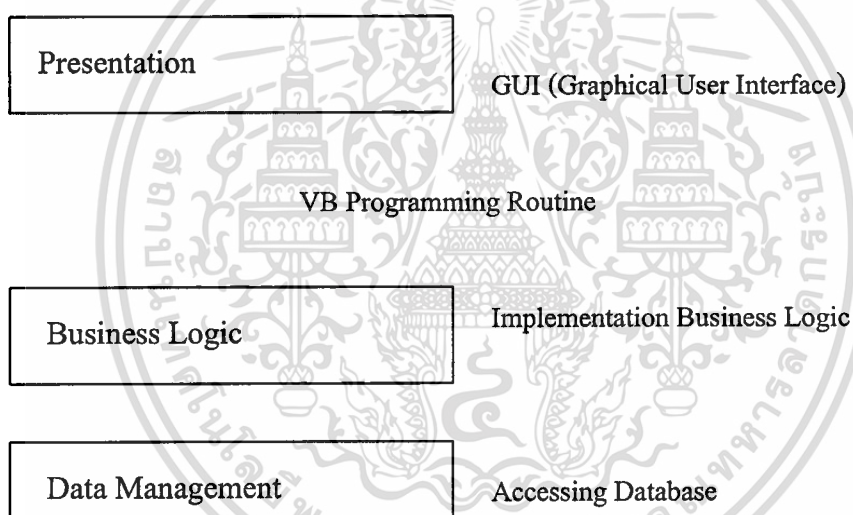 Presentation
GUI (Graphical User Interface)
VB Programming Routine
Business Logic
Implementation Business Logic
Data Management
Accessing Database